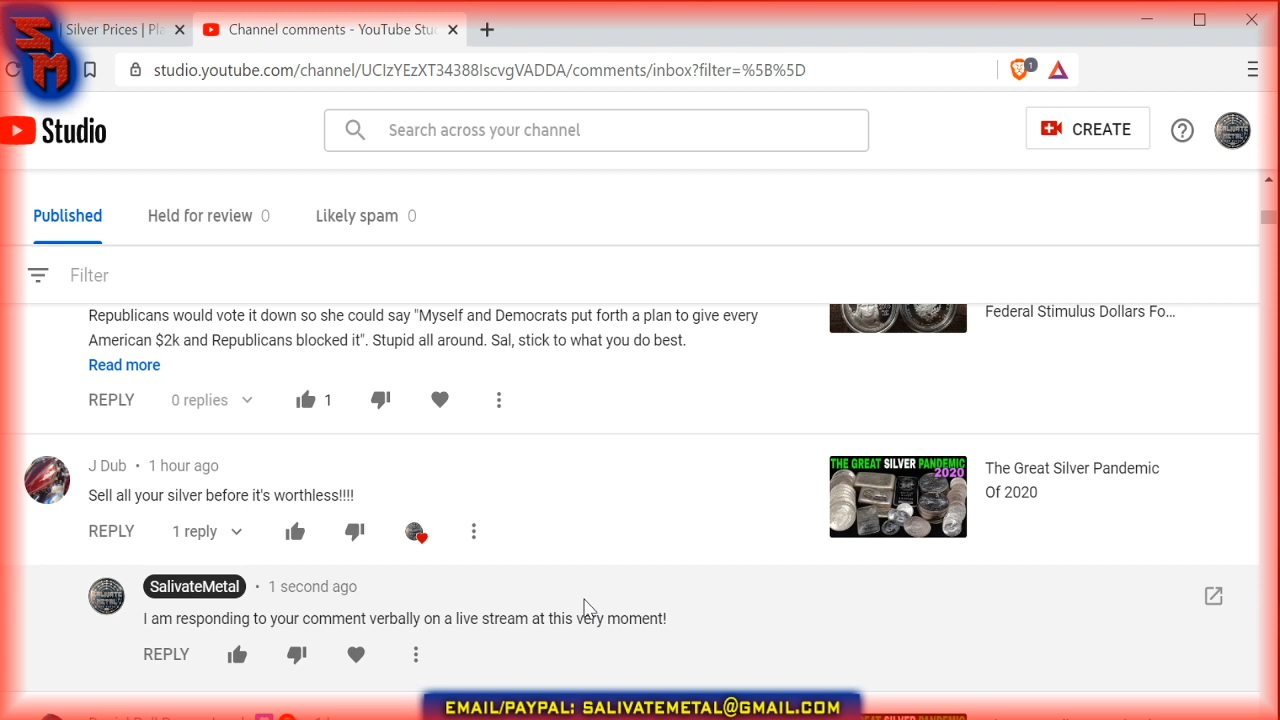 SM
Silver Prices | Pla
Channel comments - YouTube Stu
studio.youtube.com/channel/UCIzYEzXT34388IscvgVADDA/comments/inbox?filter=%5B%5D
1
Studio
Search across your channel
CREATE
Published
Held for review 0
Likely spam 0
Filter
Republicans would vote it down so she could say "Myself and Democrats put forth a plan to give every
American $2k and Republicans blocked it". Stupid all around. Sal, stick to what you do best.
Read more
REPLY
0 replies
1
Federal Stimulus Dollars Fo...
J Dub • 1 hour ago
Sell all your silver before it's worthless!!!!
REPLY
1 reply
THE GREAT SILVER PANDEMIC
2020
The Great Silver Pandemic
Of 2020
SalivateMetal • 1 second ago
I am responding to your comment verbally on a live stream at this very moment!
REPLY
EMAIL/PAYPAL: SALIVATEMETAL@GMAIL.COM